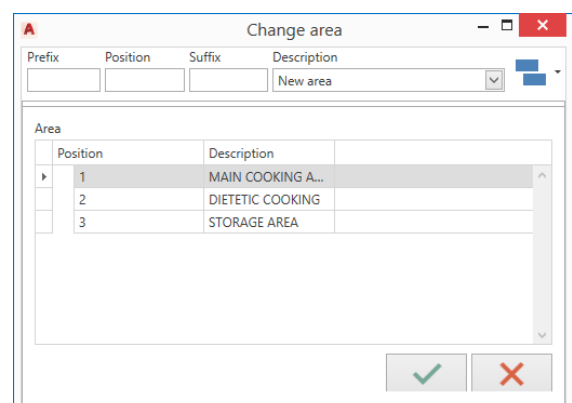 A Change area
Prefix Position Suffix Description
New area
Area
Position Description
1 MAIN COOKING A...
2 DIETETIC COOKING
3 STORAGE AREA